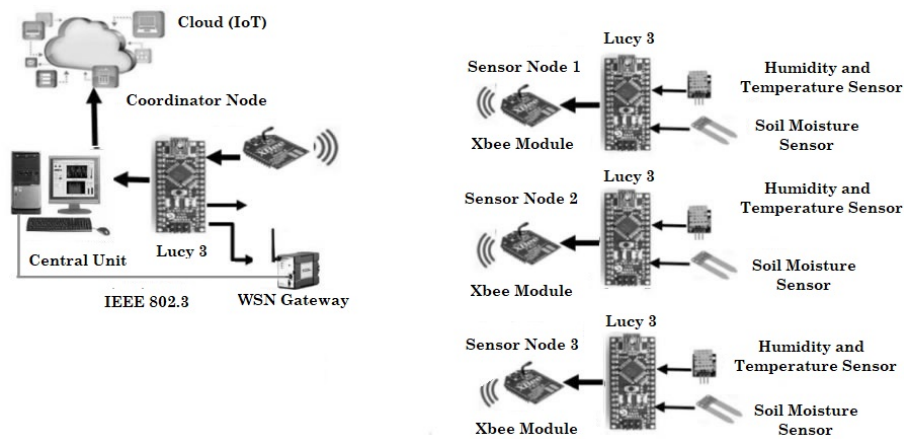 Cloud (IoT)
Coordinator Node
Central Unit
Lucy 3
IEEE 802.3
WSN Gateway
Lucy 3
Sensor Node 1
Xbee Module
Humidity and
Temperature Sensor
Soil Moisture
Sensor
Lucy 3
Sensor Node 2
Xbee Module
Humidity and
Temperature Sensor
Soil Moisture
Sensor
Lucy 3
Sensor Node 3
Xbee Module
Humidity and
Temperature Sensor
Soil Moisture
Sensor